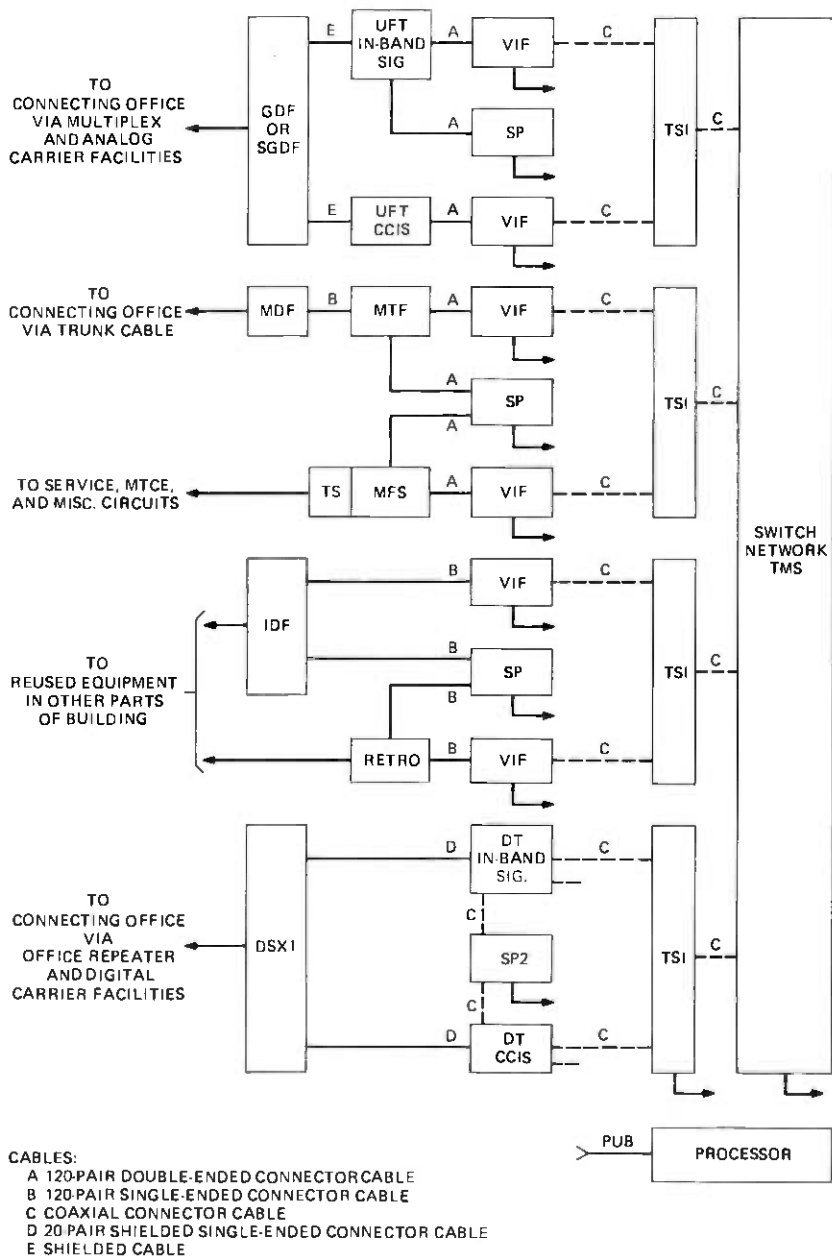 E
UFT
IN-BAND
SIG
A
VIF
C
TO
CONNECTING OFFICE
VIA MULTIPLEX
AND ANALOG
CARRIER FACILITIES
GDF
OR
SGDF
A
SP
TSI
C
E
UFT
CCIS
A
VIF
C
TO
CONNECTING OFFICE
VIA TRUNK CABLE
MDF
B
MTF
A
VIF
C
A
SP
A
TSI
C
TO SERVICE, MTCE,
AND MISC. CIRCUITS
TS
MFS
A
VIF
C
SWITCH
NETWORK
TMS
IDF
B
VIF
C
TO
REUSED EQUIPMENT
IN OTHER PARTS
OF BUILDING
B
SP
B
TSI
C
RETRO
B
VIF
C
D
DT
IN-BAND
SIG.
C
TO
CONNECTING OFFICE
VIA
OFFICE REPEATER
AND DIGITAL
CARRIER FACILITIES
DSX1
C
SP2
C
TSI
C
D
DT
CCIS
C
PUB
PROCESSOR
CABLES:
A 120-PAIR DOUBLE-ENDED CONNECTOR CABLE
B 120-PAIR SINGLE-ENDED CONNECTOR CABLE
C COAXIAL CONNECTOR CABLE
D 20-PAIR SHIELDED SINGLE-ENDED CONNECTOR CABLE
E SHIELDED CABLE